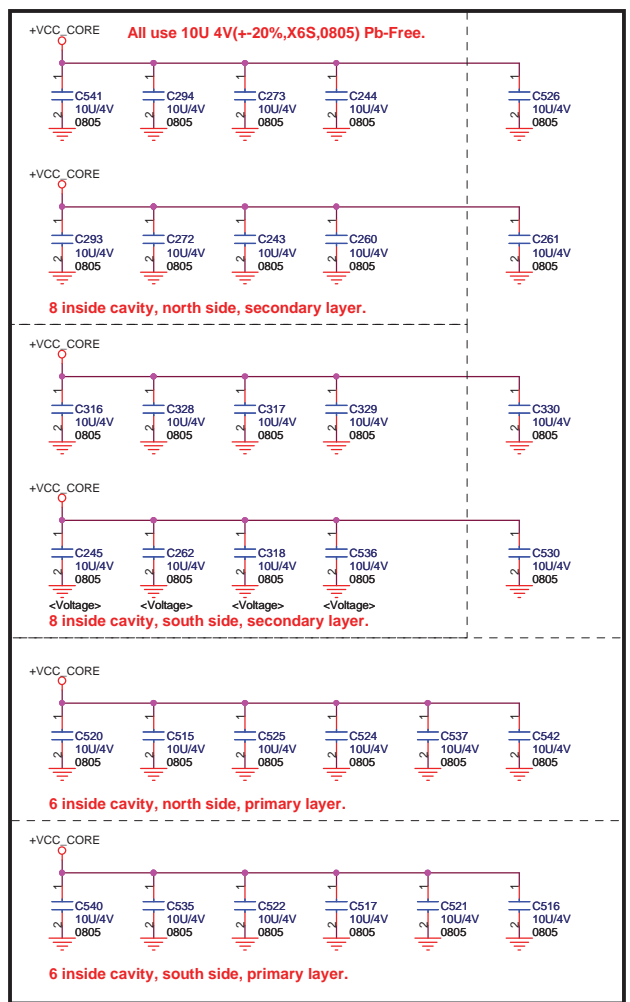 All use 10U 4V(+-20%,X6S,0805) Pb-Free.
+VCC_CORE
1 1 1 1 1
C541 C294 C273 C244 C526
10U/4V 10U/4V 10U/4V 10U/4V 10U/4V
2 2 2 2 2
0805 0805 0805 0805 0805
+VCC_CORE
1 1 1 1 1
C293 C272 C243 C260 C261
10U/4V 10U/4V 10U/4V 10U/4V 10U/4V
2 2 2 2 2
0805 0805 0805 0805 0805
8 inside cavity, north side, secondary layer.
+VCC_CORE
1 1 1 1 1
C316 C328 C317 C329 C330
10U/4V 10U/4V 10U/4V 10U/4V 10U/4V
2 2 2 2 2
0805 0805 0805 0805 0805
+VCC_CORE
1 1 1 1 1
C245 C262 C318 C536 C530
10U/4V 10U/4V 10U/4V 10U/4V 10U/4V
2 2 2 2 2
0805 0805 0805 0805 0805
<Voltage> <Voltage> <Voltage> <Voltage>
8 inside cavity, south side, secondary layer.
+VCC_CORE
1 1 1 1 1 1
C520 C515 C525 C524 C537 C542
10U/4V 10U/4V 10U/4V 10U/4V 10U/4V 10U/4V
2 2 2 2 2 2
0805 0805 0805 0805 0805 0805
6 inside cavity, north side, primary layer.
+VCC_CORE
1 1 1 1 1 1
C540 C535 C522 C517 C521 C516
10U/4V 10U/4V 10U/4V 10U/4V 10U/4V 10U/4V
2 2 2 2 2 2
0805 0805 0805 0805 0805 0805
6 inside cavity, south side, primary layer.